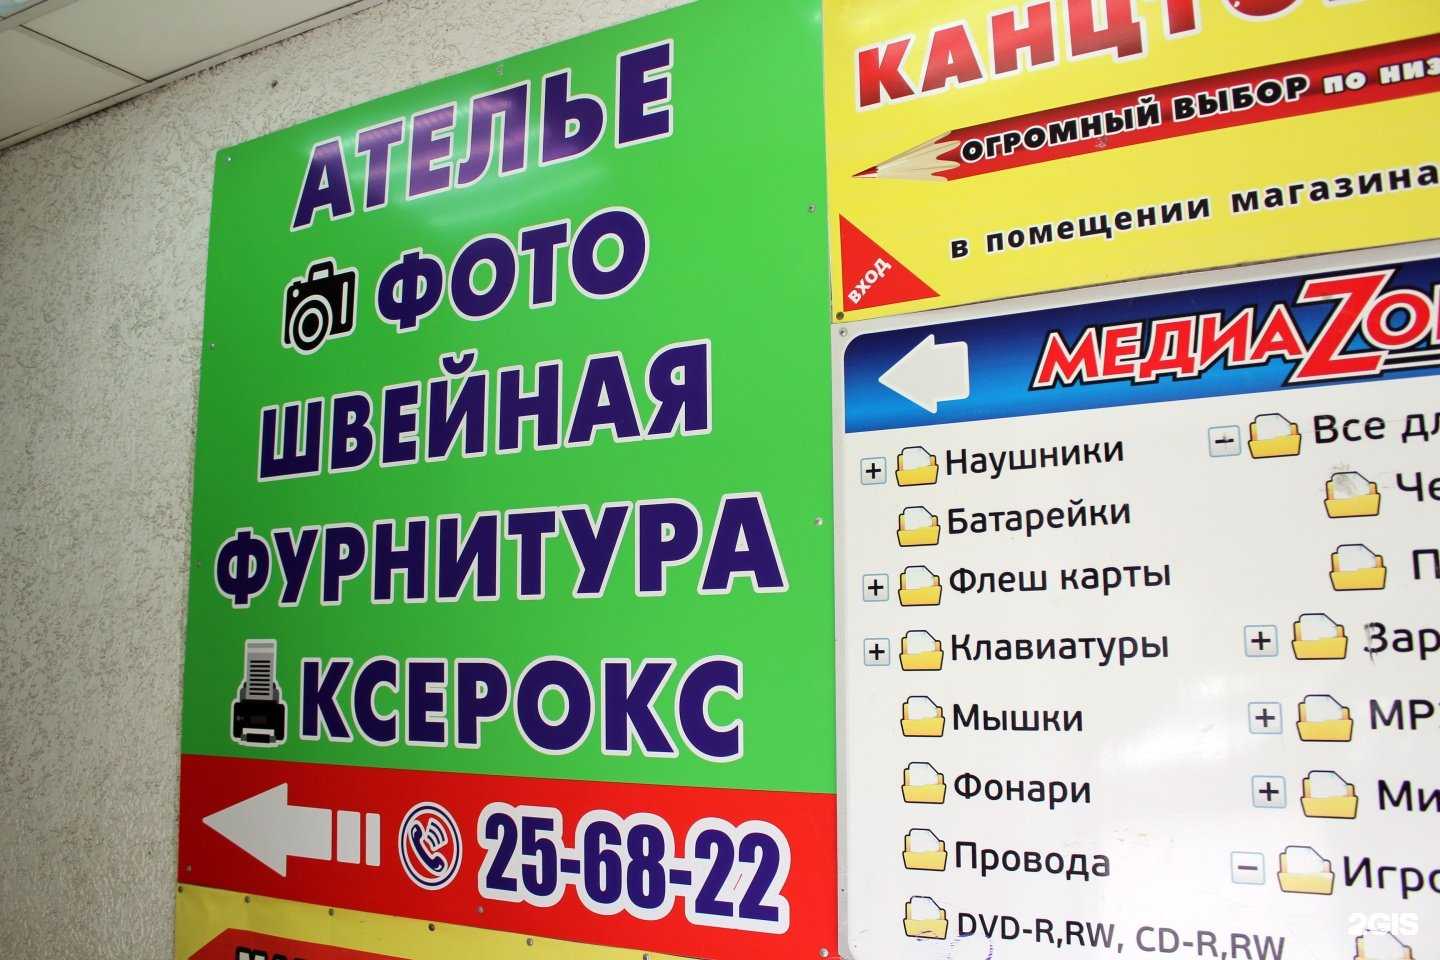 АТЕЛЬЕ
ФОТО
ШВЕЙНАЯ
ФУРНИТУРА
КСЕРОКС
25-68-22
ОГРОМНЫЙ ВЫБОР ПО
В ПОМЕЩЕНИИ МАГАЗИНА
ВХОД
МЕДИА
Наушники
Батарейки
Флеш карты
Клавиатуры
Мышки
Фонари
Провода
DVD-R,RW, CD-R,RW
Все
2GIS